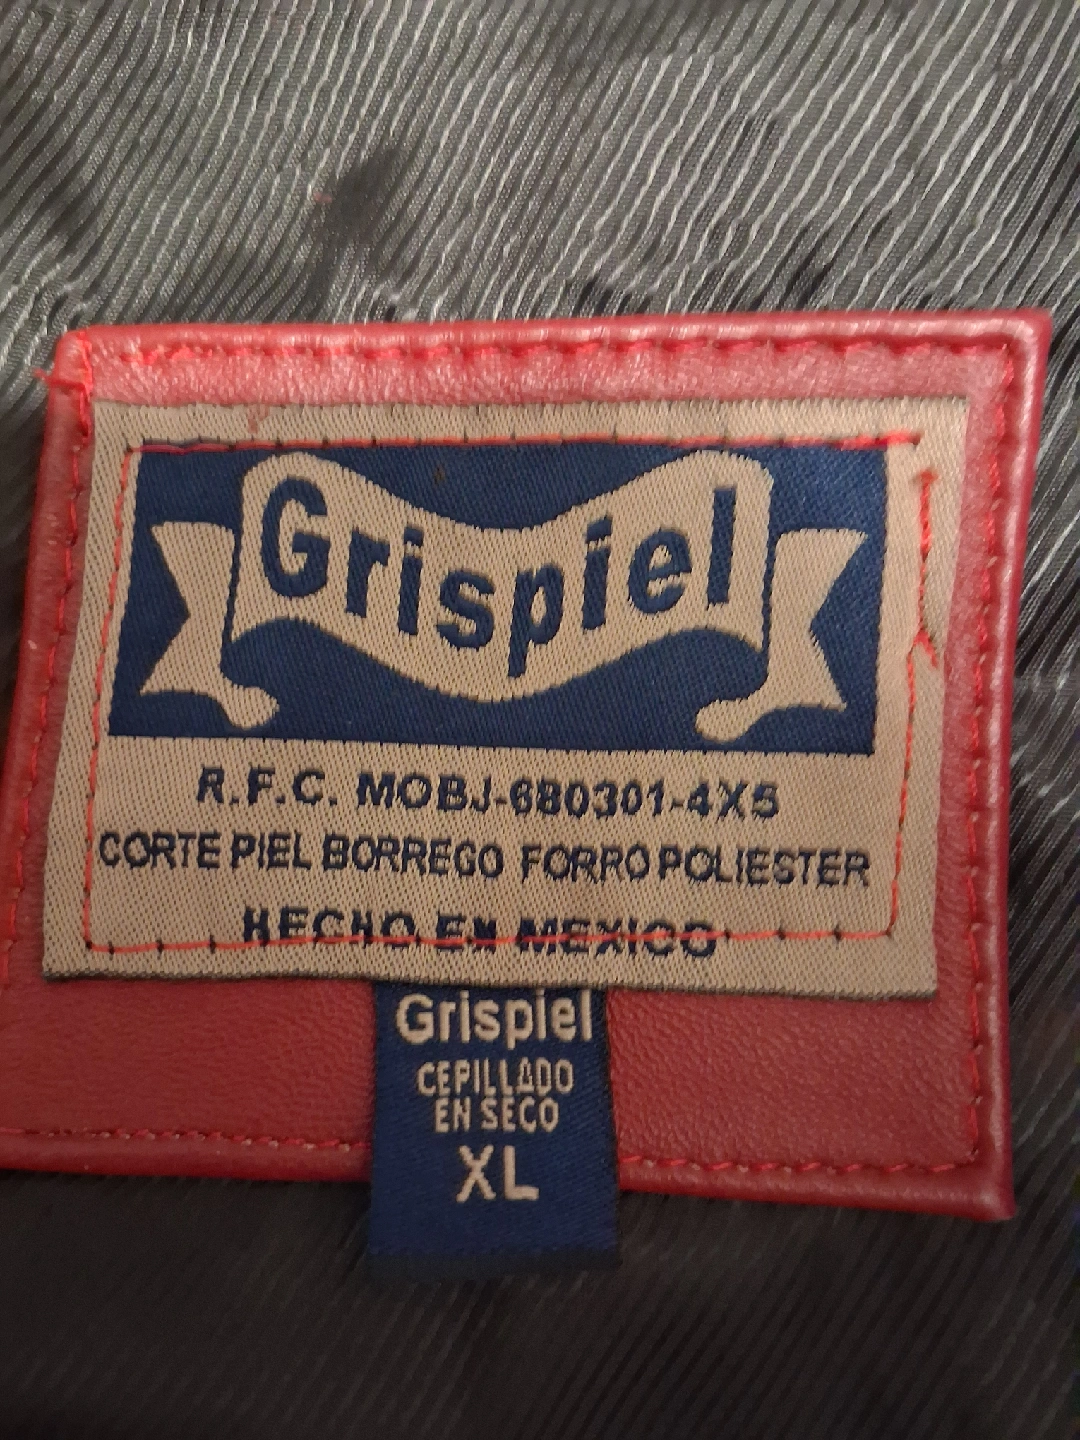 Grispiel
R.F.C. MOBJ-680301-4X5
CORTE PIEL BORREGO FORRO POLIESTER
HECHO EN MEXICO
Grispiel
CEPILLADO
EN SECO
XL